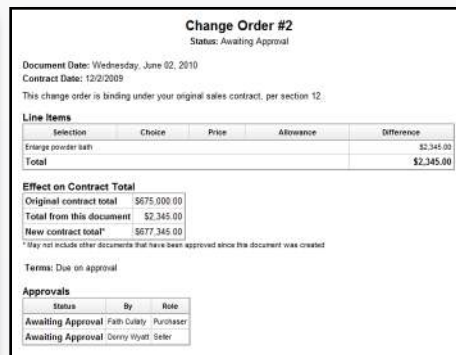 Change Order #2
Status: Awaiting Approval
Document Date: Wednesday, June 02, 2010
Contract Date: 12/2/2009
This change order is binding under your original sales contract, per section 12
Line Items
Selection Choice Price Allowance Difference
Enlarge powder bath $2,345.00
Total $2,345.00
Effect on Contract Total
Original contract total $675,000.00
Total from this document $2,345.00
New contract total* $677,345.00
* May not include other documents that have been approved since this document was created
Terms: Due on approval
Approvals
Status By Role
Awaiting Approval Faith Purchaser
Awaiting Approval Donny Wyatt Seller